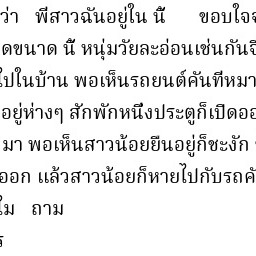 ว่า พี่สาวฉันอยู่ใน นี้ ขอบใจ
ดขนาด นี้ หนุ่มวัยละอ่อนเช่นกัน
ไปในบ้าน พอเห็นรถยนต์คันที่หมา
อยู่ห่างๆ สักพักหนึ่งประตูก็เปิดออ
มา พอเห็นสาวน้อยยืนอยู่ก็ชะงัก
ออก แล้วสาวน้อยก็หายไปกับรถคั
ไม ถาม
ร